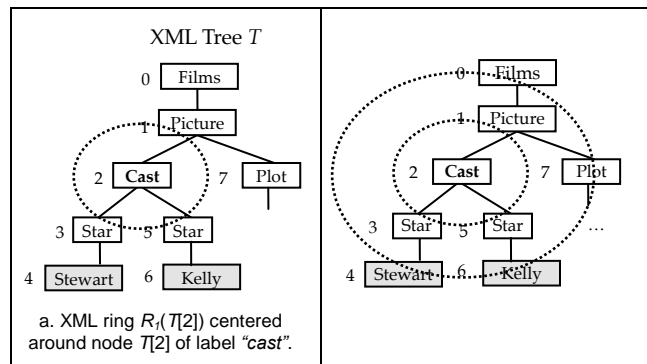 XML Tree T
0 Films
1 Picture
2 Cast 7 Plot
3 Star 5 Star
4 Stewart 6 Kelly
a. XML ring R1(T[2]) centered
around node T[2] of label “cast”.
0 Films
1 Picture
2 Cast 7 Plot
3 Star 5 Star ...
4 Stewart 6 Kelly